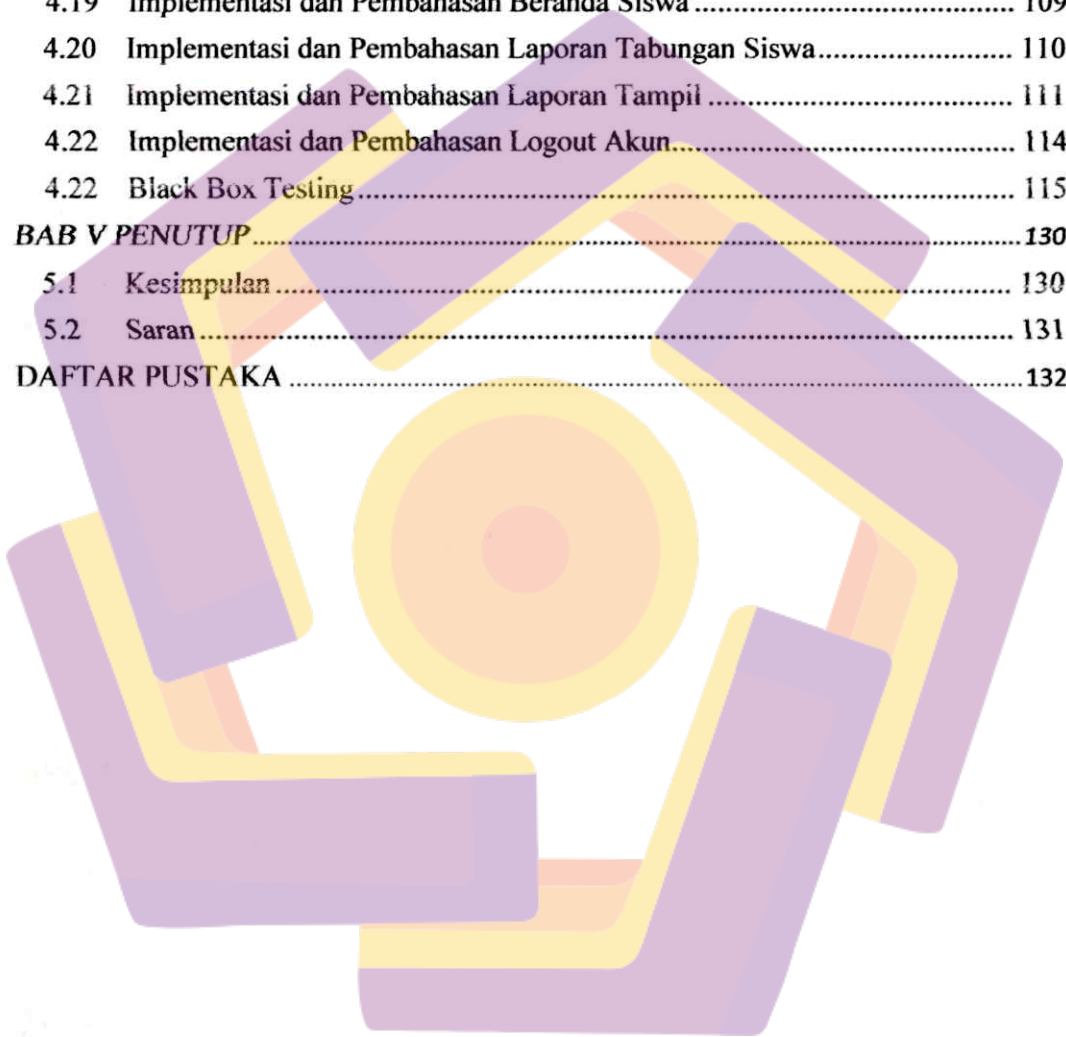 4.19 Implementasi dan Pembahasan Beranda Siswa ........................................ 109
4.20 Implementasi dan Pembahasan Laporan Tabungan Siswa ........................ 110
4.21 Implementasi dan Pembahasan Laporan Tampil ...................................... 111
4.22 Implementasi dan Pembahasan Logout Akun ........................................... 114
4.22 Black Box Testing ..................................................................................... 115
BAB V PENUTUP ............................................................................................... 130
5.1 Kesimpulan ................................................................................................ 130
5.2 Saran .......................................................................................................... 131
DAFTAR PUSTAKA .......................................................................................... 132